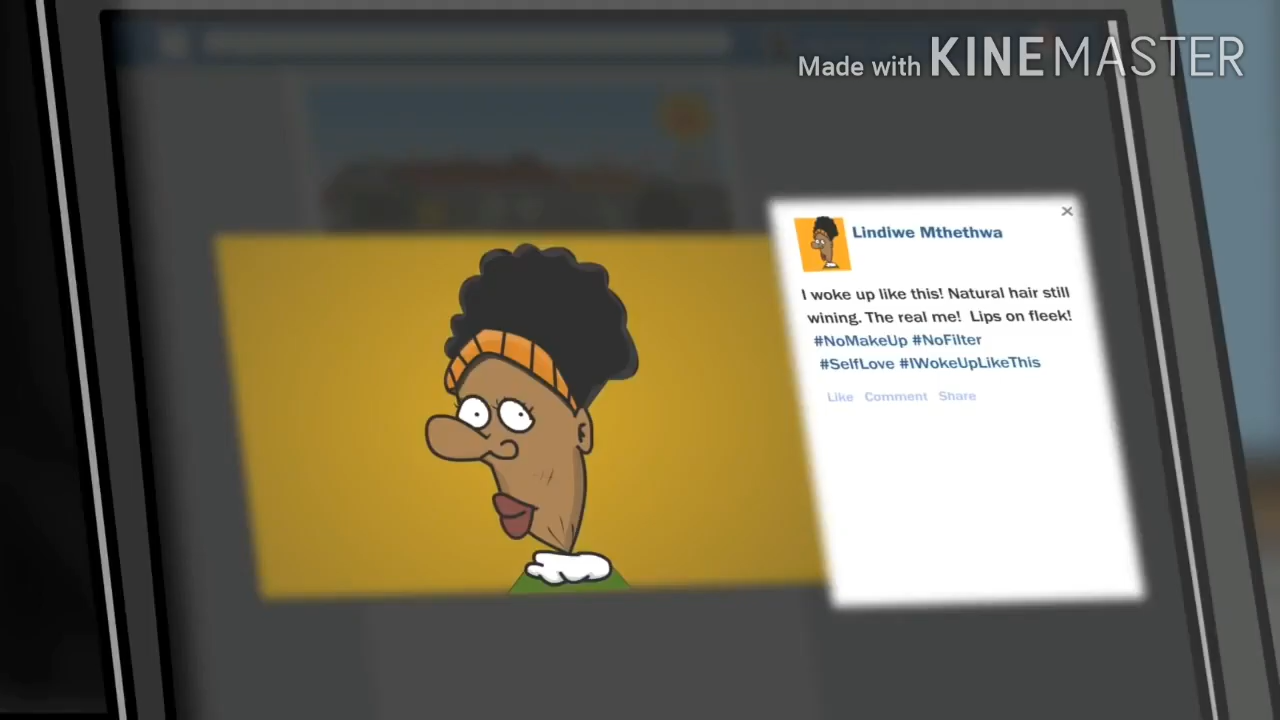 Made with KINEMASTER
Lindiwe Mthethwa
I woke up like this! Natural hair still
wining. The real me! Lips on fleek!
#NoMakeUp #NoFilter
#SelfLove #IWokeUpLikeThis
Like Comment Share